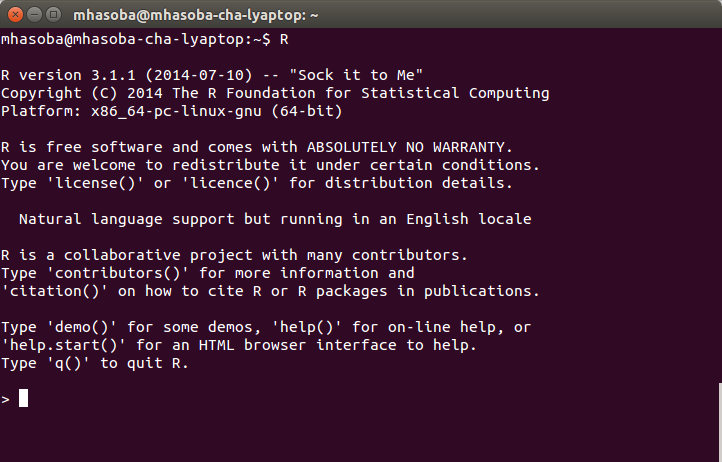 mhasoba@mhasoba-cha-lyaptop: ~
mhasoba@mhasoba-cha-lyaptop:~$ R
R version 3.1.1 (2014-07-10) -- "Sock it to Me"
Copyright (C) 2014 The R Foundation for Statistical Computing
Platform: x86_64-pc-linux-gnu (64-bit)
R is free software and comes with ABSOLUTELY NO WARRANTY.
You are welcome to redistribute it under certain conditions.
Type 'license()' or 'licence()' for distribution details.
Natural language support but running in an English locale
R is a collaborative project with many contributors.
Type 'contributors()' for more information and
'citation()' on how to cite R or R packages in publications.
Type 'demo()' for some demos, 'help()' for on-line help, or
'help.start()' for an HTML browser interface to help.
Type 'q()' to quit R.
>